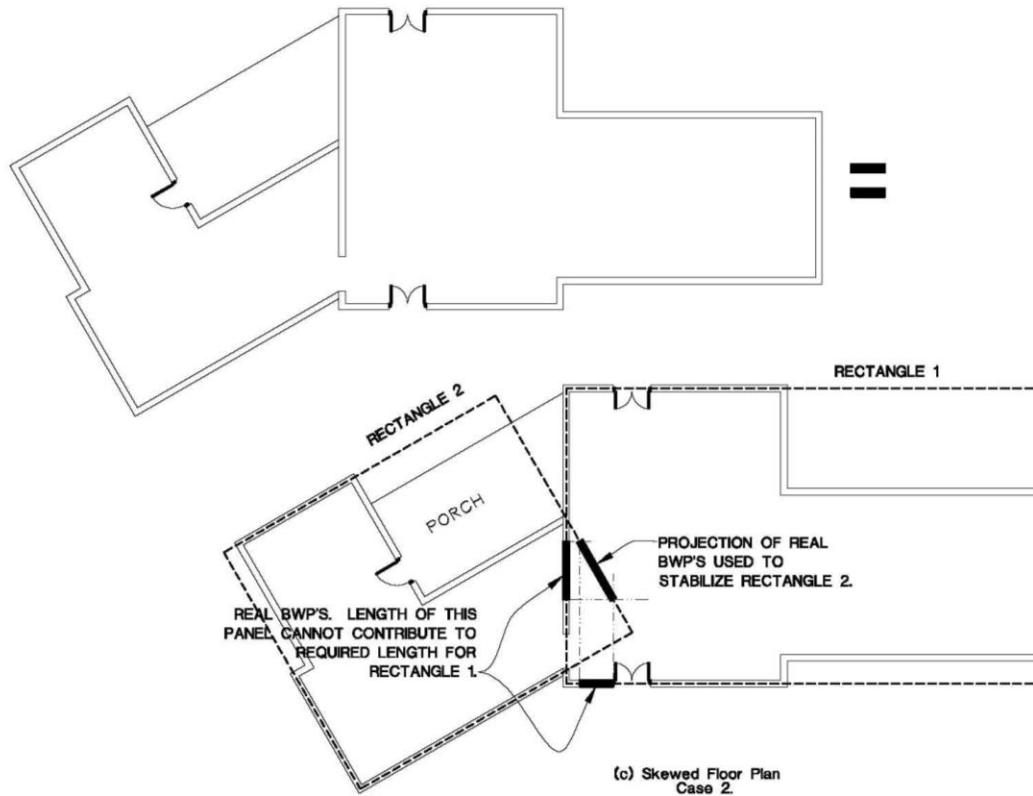 RECTANGLE 1
RECTANGLE 2
PORCH
PROJECTION OF REAL
BWP'S USED TO
STABILIZE RECTANGLE 2.
REAL BWP'S. LENGTH OF THIS
PANEL CANNOT CONTRIBUTE TO
REQUIRED LENGTH FOR
RECTANGLE 1.
(c) Skewed Floor Plan
Case 2.